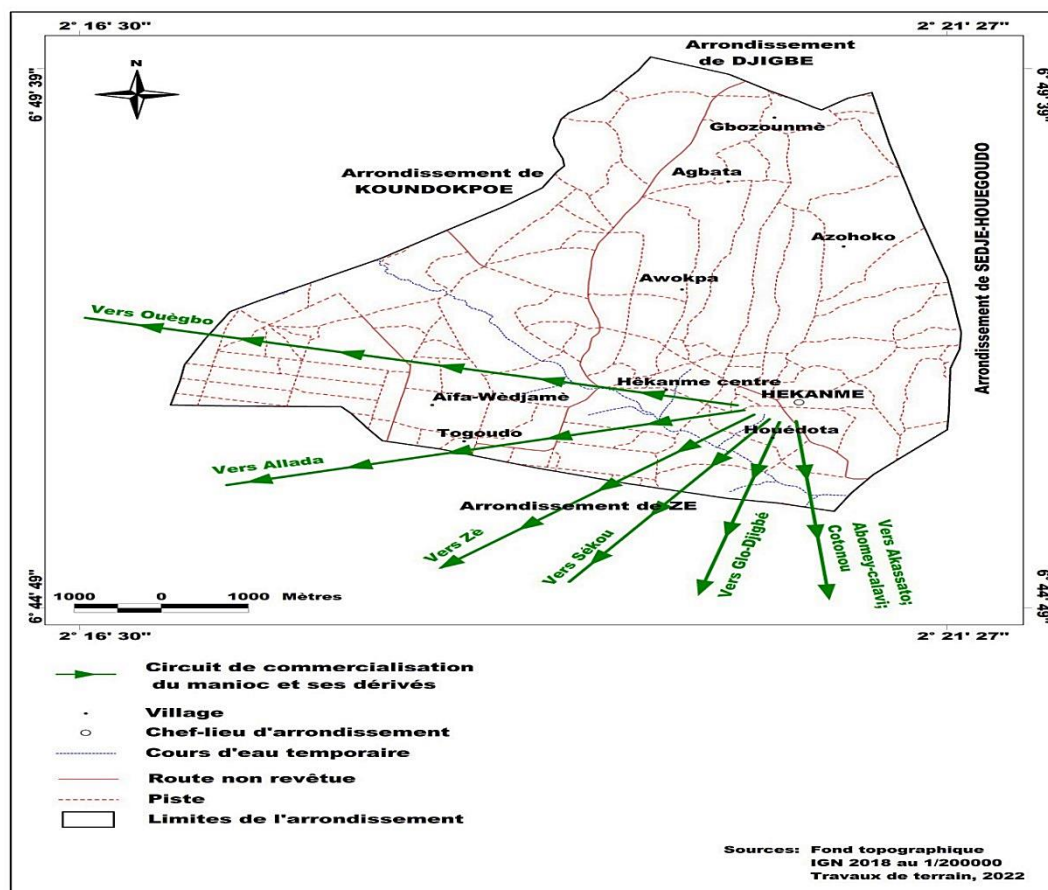 2° 16' 30''
2° 21' 27''
6° 49' 39''
6° 49' 39''
N
Arrondissement
de DJIGBE
Gbozounmè
Arrondissement de
KOUNDOKPOE
Agbata
Arrondissement de SEDJE-HOUEGOUDO
Azohoko
Awokpa
Vers Ouègbo
Hêkanme centre
HEKANME
Aïfa-Wèdjamè
Togoudo
Houédota
Vers Allada
Arrondissement de ZE
Vers Zè
Vers Sékou
Vers Glo-Djigbé
Vers Akassato;
Abomey-calavi;
Cotonou
6° 44' 49''
6° 44' 49''
1000 0 1000 Mètres
2° 16' 30''
2° 21' 27''
Circuit de commercialisation
du manioc et ses dérivés
Village
Chef-lieu d'arrondissement
Cours d'eau temporaire
Route non revêtue
Piste
Limites de l'arrondissement
Sources: Fond topographique
IGN 2018 au 1/200000
Travaux de terrain, 2022